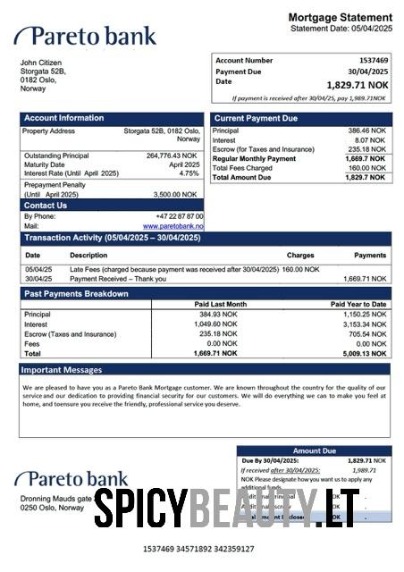 Mortgage Statement
Statement Date: 05/04/2025
Pareto bank
John Citizen
Storgata 52B,
0182 Oslo,
Norway
Account Number 1537469
Payment Due 30/04/2025
Date 1,829.71 NOK
If payment is received after 30/04/25, pay 1,989.71NOK
Account Information
Property Address Storgata 52B, 0182 Oslo,
Norway
Outstanding Principal 264,776.43 NOK
Maturity Date April 2025
Interest Rate (Until April 2025) 4.75%
Prepayment Penalty
(Until April 2025) 3,500.00 NOK
Contact Us
By Phone: +47 22 87 87 00
Mail: www.paretobank.no
Current Payment Due
Principal 386.46 NOK
Interest 8.07 NOK
Escrow (for Taxes and Insurance) 235.18 NOK
Regular Monthly Payment 1,669.7 NOK
Total Fees Charged 160.00 NOK
Total Amount Due 1,829.7 NOK
Transaction Activity (05/04/2025 – 30/04/2025)
Date Description Charges Payments
05/04/25 Late Fees (charged because payment was received after 30/04/2025) 160.00 NOK
30/04/25 Payment Received – Thank you 1,669.71 NOK
Past Payments Breakdown
Paid Last Month Paid Year to Date
Principal 384.93 NOK 1,150.25 NOK
Interest 1,049.60 NOK 3,153.34 NOK
Escrow (Taxes and Insurance) 235.18 NOK 705.54 NOK
Fees 0.00 NOK 0.00 NOK
Total 1,669.71 NOK 5,009.13 NOK
Important Messages
We are pleased to have you as a Pareto Bank Mortgage customer. We are known throughout the country for the quality of our
service and our dedication to providing financial security for our customers. We will do everything we can to make you feel at
home, and toensure you receive the friendly, professional service you deserve.
Pareto bank
Dronning Mauds gate
0250 Oslo, Norway
Amount Due
Due By 30/04/2025: 1,829.71 NOK
If received after 30/04/2025: 1,989.71
NOK Please designate how you want us to apply any
additional funds.
SPICYBEAUTY.LT
1537469 34571892 342359127